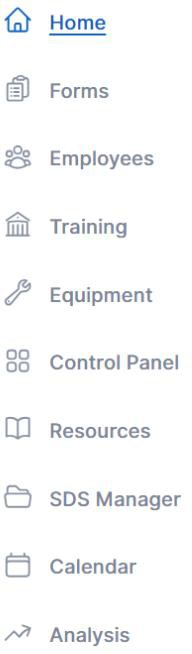 Home
Forms
Employees
Training
Equipment
Control Panel
Resources
SDS Manager
Calendar
Analysis